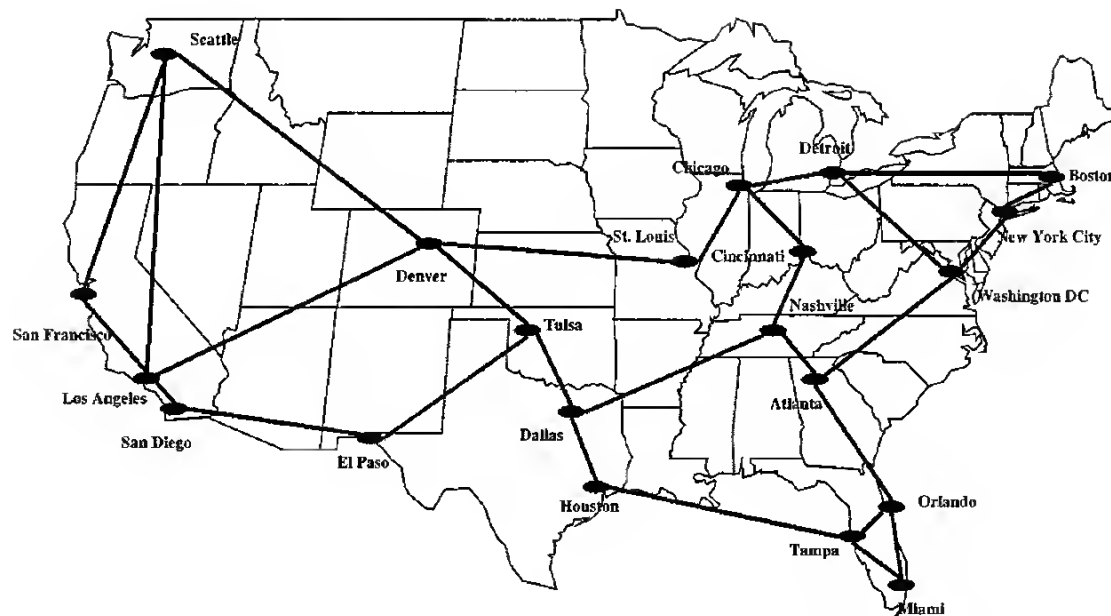 Seattle
Detroit
Chicago
Boston
St. Louis
Cincinnati
New York City
Denver
Washington DC
Nashville
San Francisco
Tulsa
Los Angeles
Atlanta
San Diego
Dallas
El Paso
Houston
Orlando
Tampa
Miami